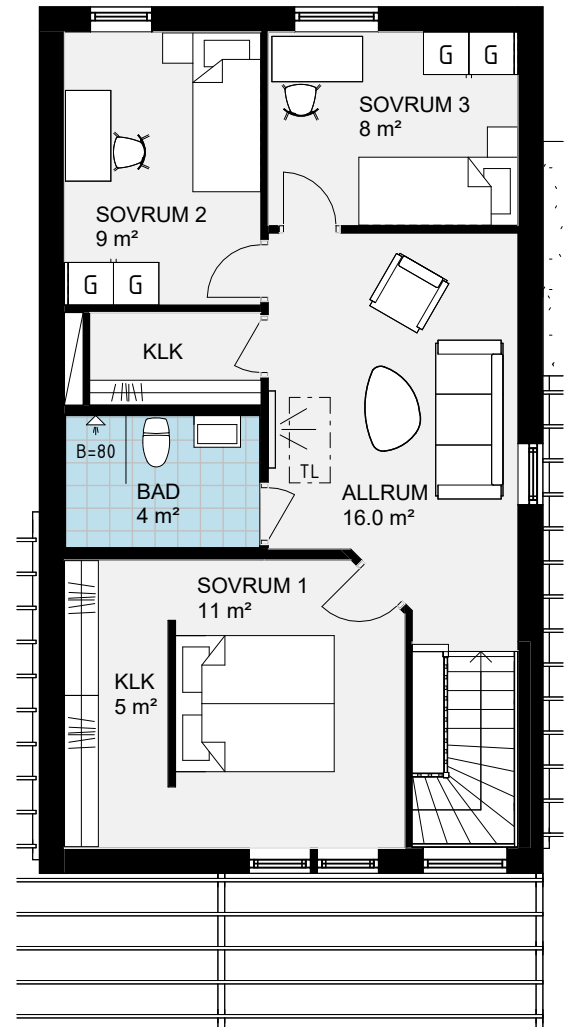 G G
SOVRUM 3
8 m²
SOVRUM 2
9 m²
G G
KLK
B=80
TL
BAD
4 m²
ALLRUM
16.0 m²
SOVRUM 1
11 m²
KLK
5 m²